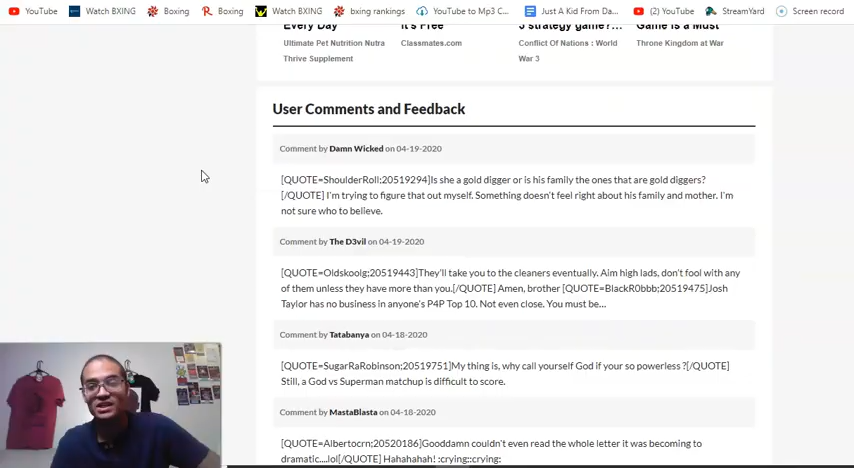 YouTube Watch BXING Boxing Boxing Watch BXING bxing rankings YouTube to Mp3 C... Just A Kid From Da... (2) YouTube StreamYard Screen record
Every Day It's Free 3 strategy game?... Game is a Must
Ultimate Pet Nutrition Nutra Classmates.com Conflict Of Nations : World Throne Kingdom at War
Thrive Supplement War 3
User Comments and Feedback
Comment by Damn Wicked on 04-19-2020
[QUOTE=ShoulderRoll;20519294]Is she a gold digger or is his family the ones that are gold diggers?
[/QUOTE] I'm trying to figure that out myself. Something doesn't feel right about his family and mother. I'm
not sure who to believe.
Comment by The D3vil on 04-19-2020
[QUOTE=Oldskoolg;20519443]They'll take you to the cleaners eventually. Aim high lads, don't fool with any
of them unless they have more than you.[/QUOTE] Amen, brother [QUOTE=BlackR0bbb;20519475]Josh
Taylor has no business in anyone's P4P Top 10. Not even close. You must be...
Comment by Tatabanya on 04-18-2020
[QUOTE=SugarRaRobinson;20519751]My thing is, why call yourself God if your so powerless ?[/QUOTE]
Still, a God vs Superman matchup is difficult to score.
Comment by MastaBlasta on 04-18-2020
[QUOTE=Albertocrn;20520186]Gooddamn couldn't even read the whole letter it was becoming to
dramatic....lol[/QUOTE] Hahahahah! :crying::crying: